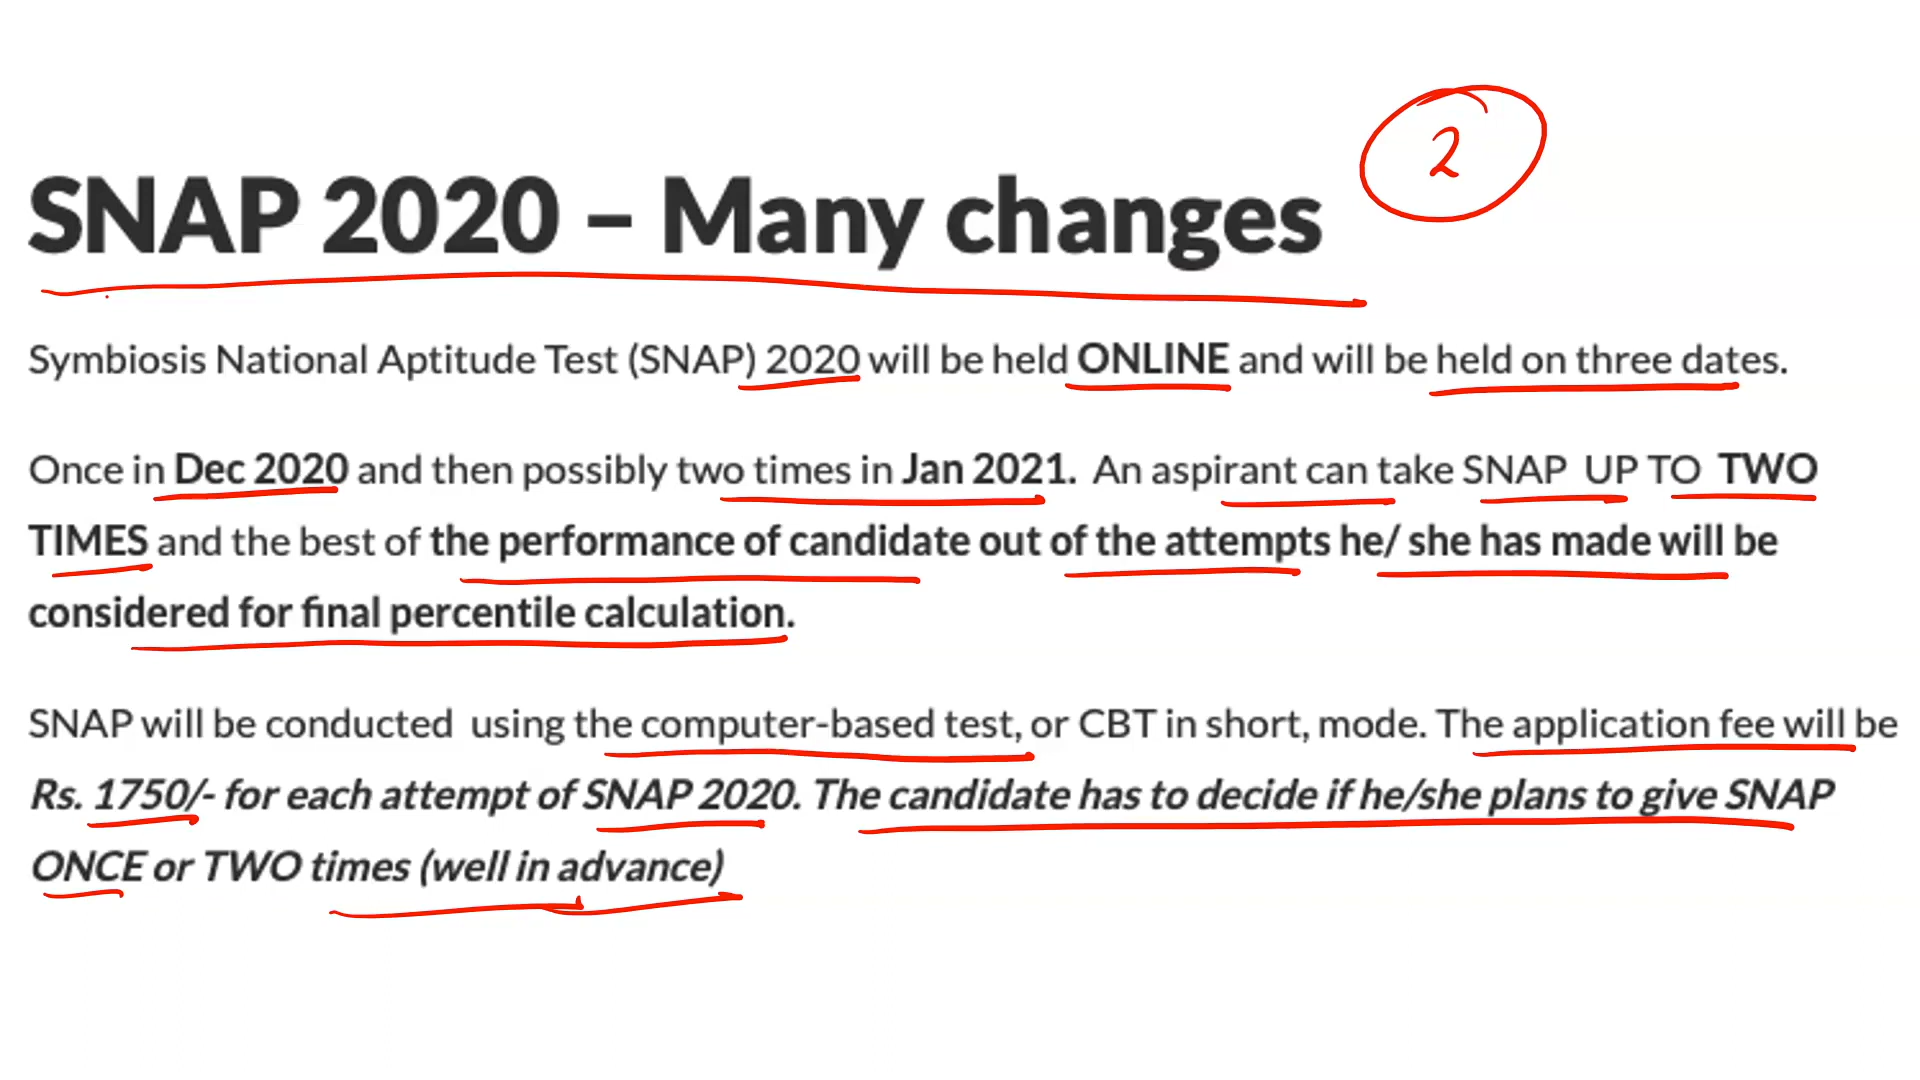 2
SNAP 2020 – Many changes
Symbiosis National Aptitude Test (SNAP) 2020 will be held ONLINE and will be held on three dates.
Once in Dec 2020 and then possibly two times in Jan 2021. An aspirant can take SNAP UP TO TWO
TIMES and the best of the performance of candidate out of the attempts he/ she has made will be
considered for final percentile calculation.
SNAP will be conducted using the computer-based test, or CBT in short, mode. The application fee will be
Rs. 1750/- for each attempt of SNAP 2020. The candidate has to decide if he/she plans to give SNAP
ONCE or TWO times (well in advance)